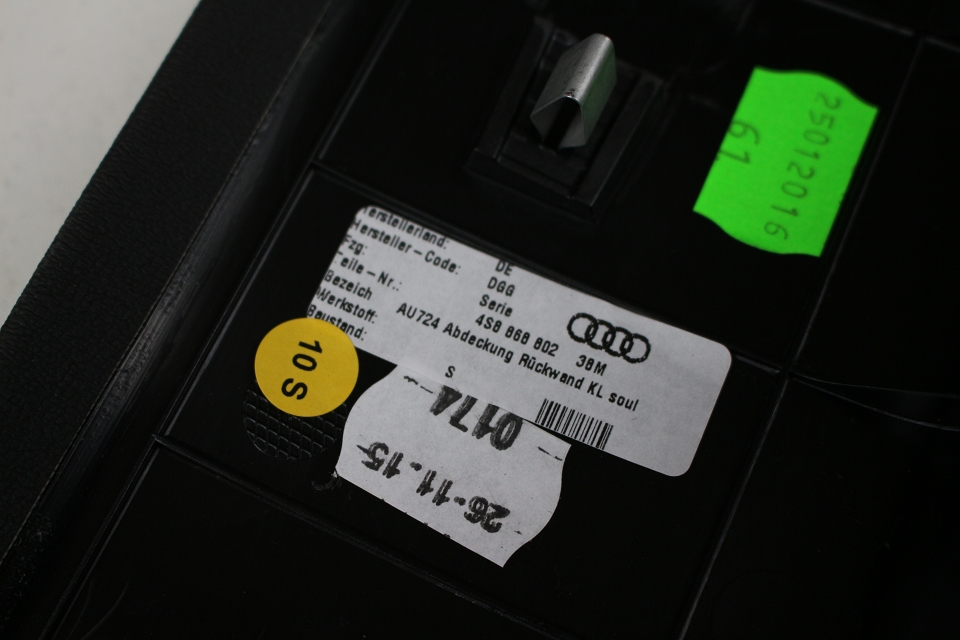 25012016
61
Herstellerland: DE
Hersteller-Code: DGG
Fzg: Serie
Teile-Nr.: 4S8 868 802 38M
Bezeich AU724 Abdeckung Rückwand KL soul
Werkstoff:
Baustand: S
10 S
0174
26.11.15